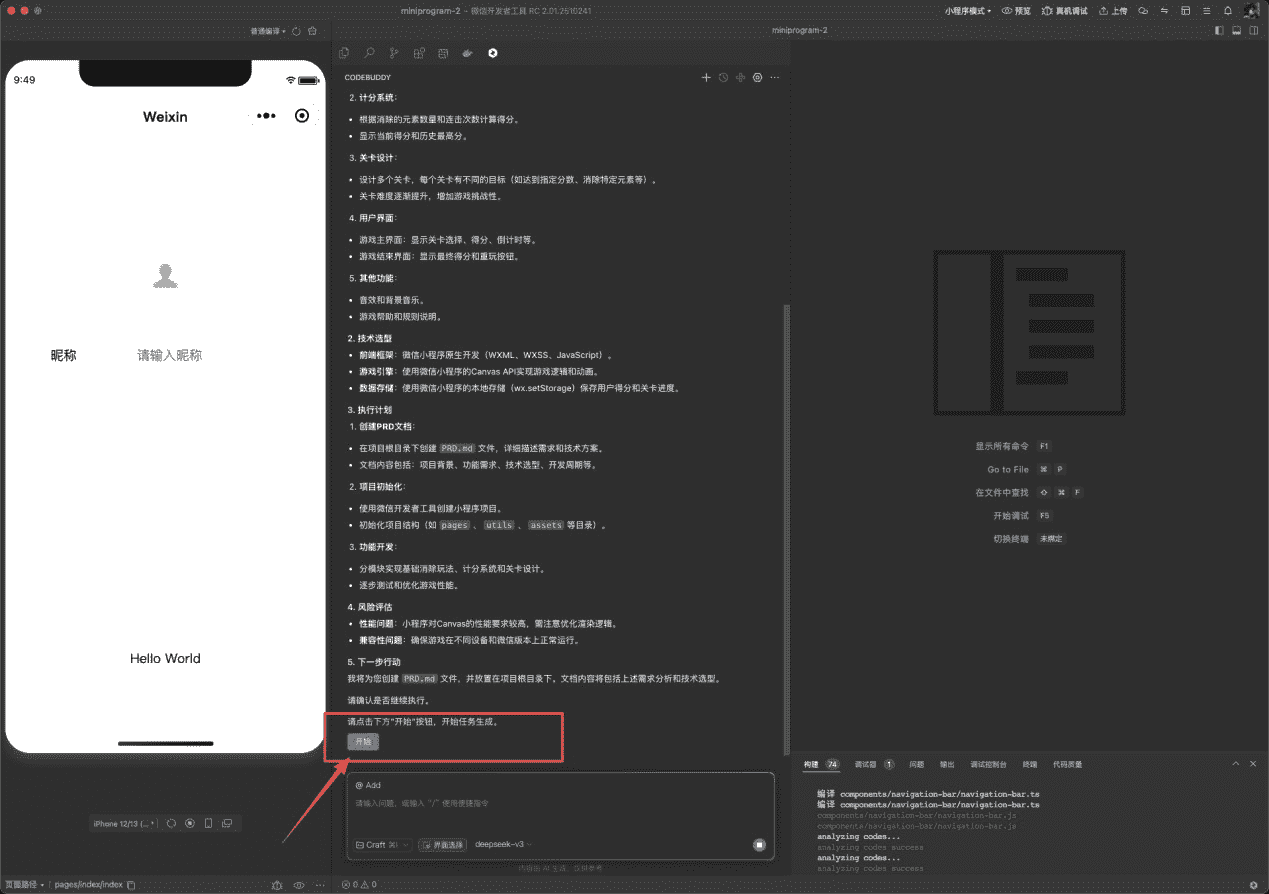 miniprogram-2 - 微信开发者工具 RC 2.01.2510241
小程序模式 预览 真机调试 上传
普通编译
miniprogram-2
9:49
Weixin
昵称 请输入昵称
Hello World
iPhone 12/13 (...
页面路径 pages/index/index
CODEBUDDY
2. 计分系统:
• 根据消除的元素数量和连击次数计算得分。
• 显示当前得分和历史最高分。
3. 关卡设计:
• 设计多个关卡，每个关卡有不同的目标（如达到指定分数、消除特定元素等）。
• 关卡难度逐渐提升，增加游戏挑战性。
4. 用户界面:
• 游戏主界面：显示关卡选择、得分、倒计时等。
• 游戏结束界面：显示最终得分和重玩按钮。
5. 其他功能:
• 音效和背景音乐。
• 游戏帮助和规则说明。
2. 技术选型
• 前端框架：微信小程序原生开发（WXML、WXSS、JavaScript）。
• 游戏引擎：使用微信小程序的Canvas API实现游戏逻辑和动画。
• 数据存储：使用微信小程序的本地存储（wx.setStorage）保存用户得分和关卡进度。
3. 执行计划
1. 创建PRD文档:
• 在项目根目录下创建 PRD.md 文件，详细描述需求和技术方案。
• 文档内容包括：项目背景、功能需求、技术选型、开发周期等。
2. 项目初始化:
• 使用微信开发者工具创建小程序项目。
• 初始化项目结构（如 pages 、 utils 、 assets 等目录）。
3. 功能开发:
• 分模块实现基础消除玩法、计分系统和关卡设计。
• 逐步测试和优化游戏性能。
4. 风险评估
• 性能问题：小程序对Canvas的性能要求较高，需注意优化渲染逻辑。
• 兼容性问题：确保游戏在不同设备和微信版本上正常运行。
5. 下一步行动
我将为您创建 PRD.md 文件，并放置在项目根目录下。文档内容将包括上述需求分析和技术选型。
请确认是否继续执行。
请点击下方"开始"按钮，开始任务生成。
开始
@ Add
请输入问题，或输入 "/" 使用便捷指令
Craft 界面选择 deepseek-v3
内容由 AI 生成，仅供参考
0 0
显示所有命令 F1
Go to File ⌘ P
在文件中查找 ⇧ ⌘ F
开始调试 F5
切换终端 未绑定
构建 74 调试器 1 问题 输出 调试控制台 终端 代码质量
编译 components/navigation-bar/navigation-bar.ts
编译 components/navigation-bar/navigation-bar.ts
components/navigation-bar/navigation-bar.js
components/navigation-bar/navigation-bar.js
analyzing codes...
analyzing codes success
analyzing codes...
analyzing codes success